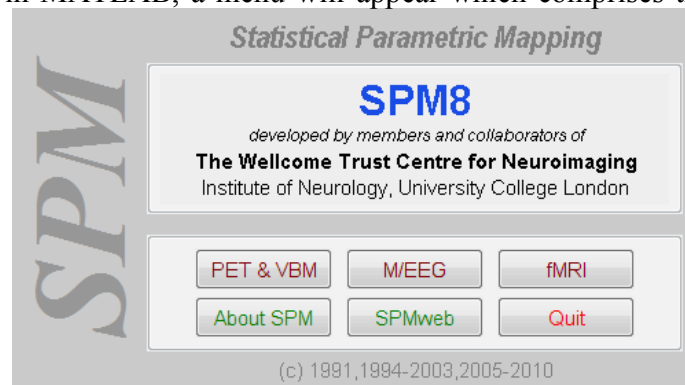 in MATLAB, a menu will appear which comprises
Statistical Parametric Mapping
SPM
SPM8
developed by members and collaborators of
The Wellcome Trust Centre for Neuroimaging
Institute of Neurology, University College London
PET & VBM M/EEG fMRI
About SPM SPMweb Quit
(c) 1991,1994-2003,2005-2010